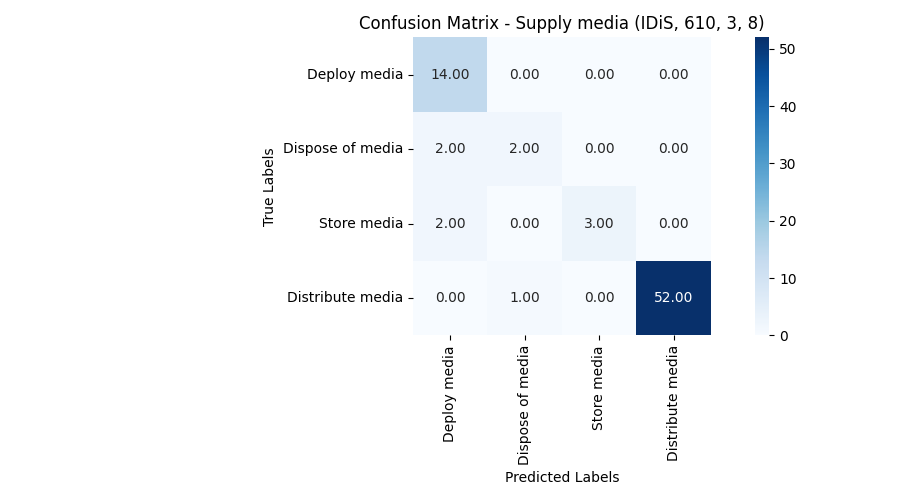 Confusion Matrix - Supply media (IDiS, 610, 3, 8)
True Labels
Deploy media 14.00 0.00 0.00 0.00
Dispose of media 2.00 2.00 0.00 0.00
Store media 2.00 0.00 3.00 0.00
Distribute media 0.00 1.00 0.00 52.00
Deploy media
Dispose of media
Store media
Distribute media
Predicted Labels
50
40
30
20
10
0